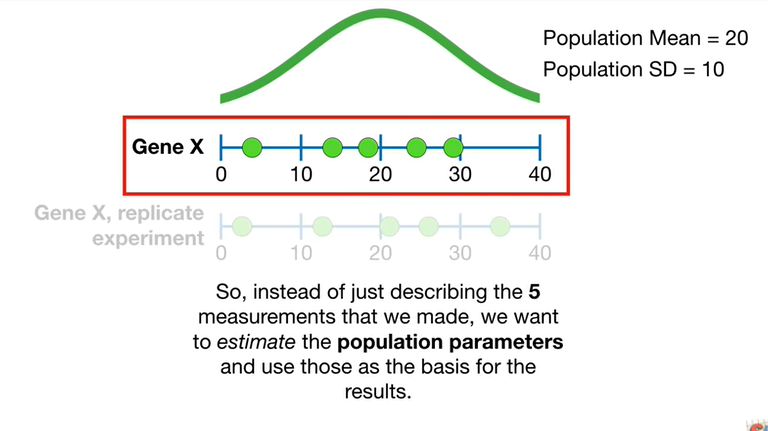 Population Mean = 20
Population SD = 10
Gene X
0 10 20 30 40
Gene X, replicate
experiment
0 10 20 30 40
So, instead of just describing the 5
measurements that we made, we want
to estimate the population parameters
and use those as the basis for the
results.